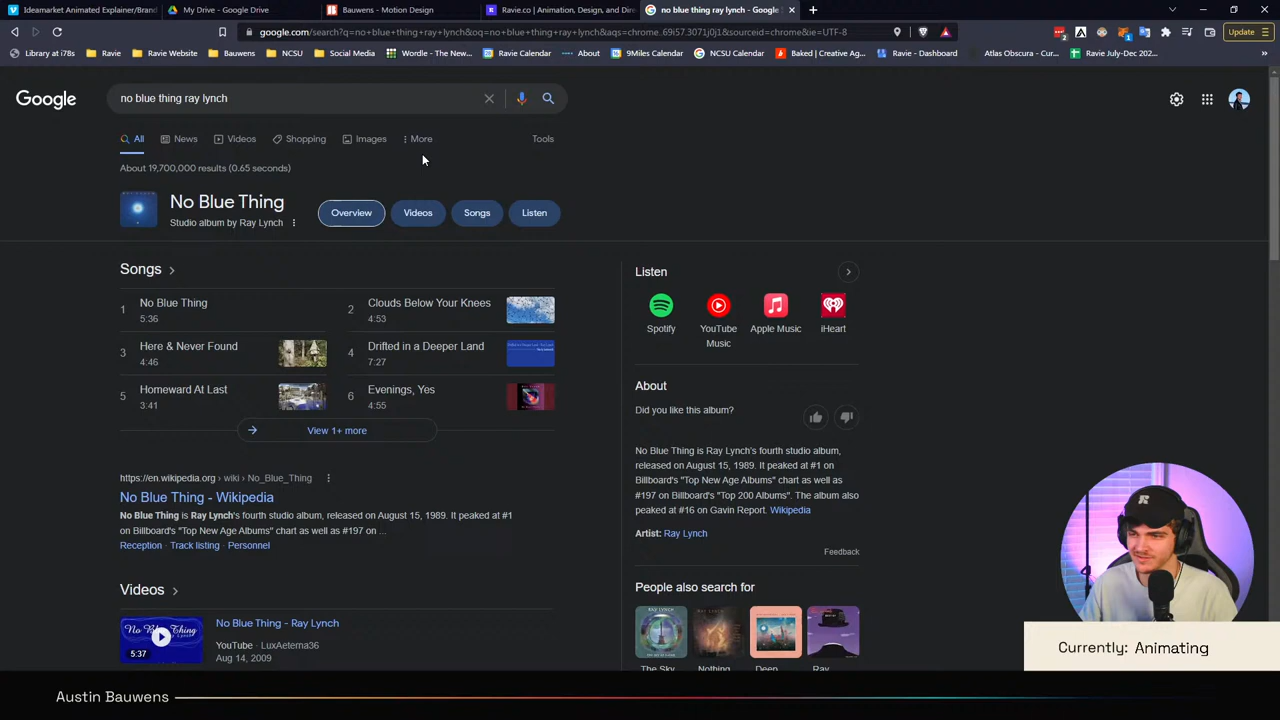 Ideamarket Animated Explainer/Brand
My Drive - Google Drive
Bauwens - Motion Design
Ravie.co | Animation, Design, and Dire
no blue thing ray lynch - Google
google.com/search?q=no+blue+thing+ray+lynch&oq=no+blue+thing+ray+lynch&aqs=chrome..69i57.3071j0j1&sourceid=chrome&ie=UTF-8
Update
Library at i78s
Ravie
Ravie Website
Bauwens
NCSU
Social Media
Wordle - The New...
Ravie Calendar
About
9Miles Calendar
NCSU Calendar
Baked | Creative Ag...
Ravie - Dashboard
Atlas Obscura - Cur...
Ravie July-Dec 202...
Google
no blue thing ray lynch
All
News
Videos
Shopping
Images
More
Tools
About 19,700,000 results (0.65 seconds)
No Blue Thing
Studio album by Ray Lynch
Overview
Videos
Songs
Listen
Songs
1 No Blue Thing
5:36
2 Clouds Below Your Knees
4:53
3 Here & Never Found
4:46
4 Drifted in a Deeper Land
7:27
5 Homeward At Last
3:41
6 Evenings, Yes
4:55
View 1+ more
https://en.wikipedia.org › wiki › No_Blue_Thing
No Blue Thing - Wikipedia
No Blue Thing is Ray Lynch's fourth studio album, released on August 15, 1989. It peaked at #1
on Billboard's "Top New Age Albums" chart as well as #197 on ...
Reception · Track listing · Personnel
Videos
No Blue Thing
5:37
No Blue Thing - Ray Lynch
YouTube · LuxAeterna36
Aug 14, 2009
Listen
Spotify
YouTube
Music
Apple Music
iHeart
About
Did you like this album?
No Blue Thing is Ray Lynch's fourth studio album,
released on August 15, 1989. It peaked at #1 on
Billboard's "Top New Age Albums" chart as well as
#197 on Billboard's "Top 200 Albums". The album also
peaked at #16 on Gavin Report. Wikipedia
Artist: Ray Lynch
Feedback
People also search for
RAY LYNCH
The Sky
Nothing
Deep
Ray
Currently: Animating
Austin Bauwens